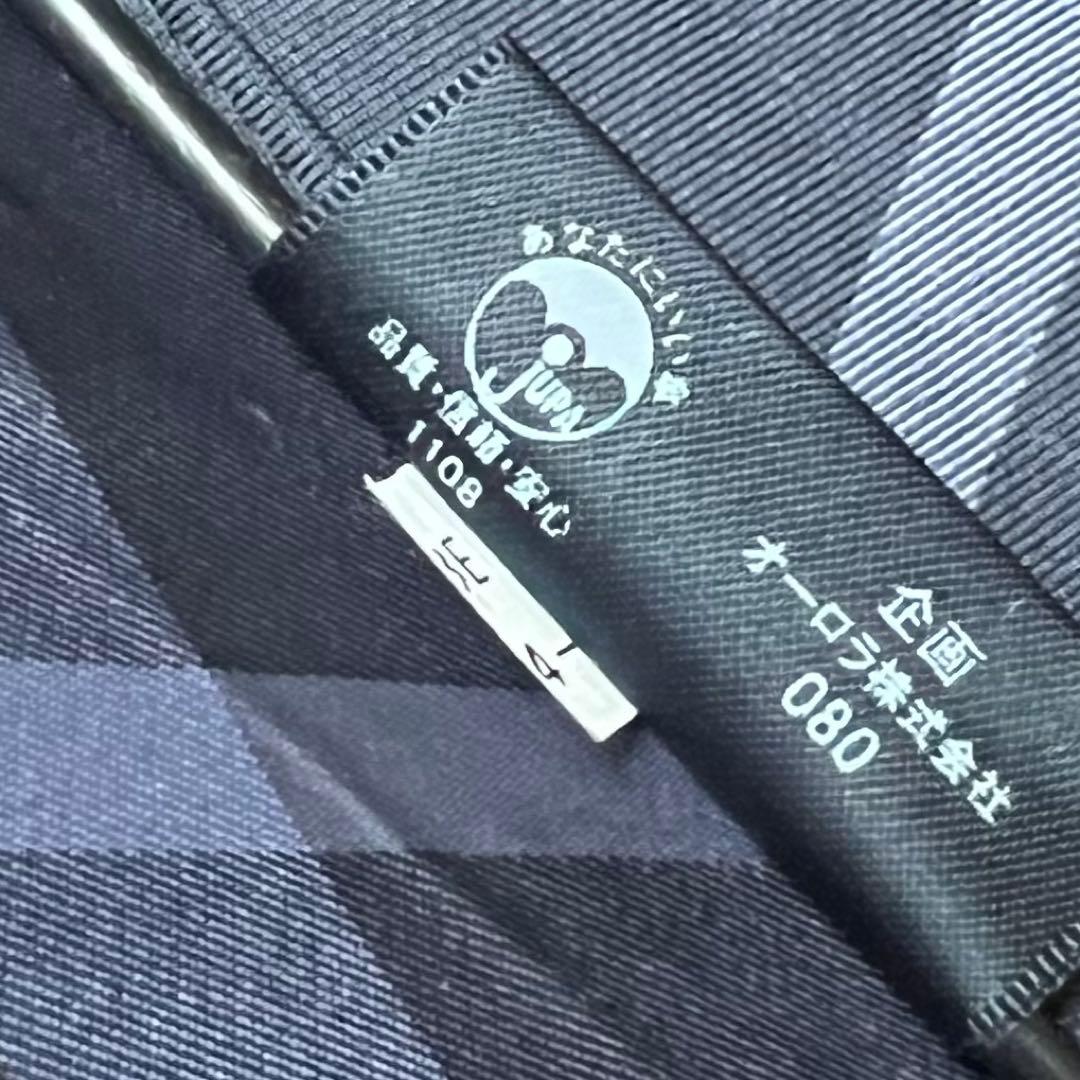 あなたにいい傘
JUPA
品質・価格・安心
1108
企画
オーロラ株式会社
080